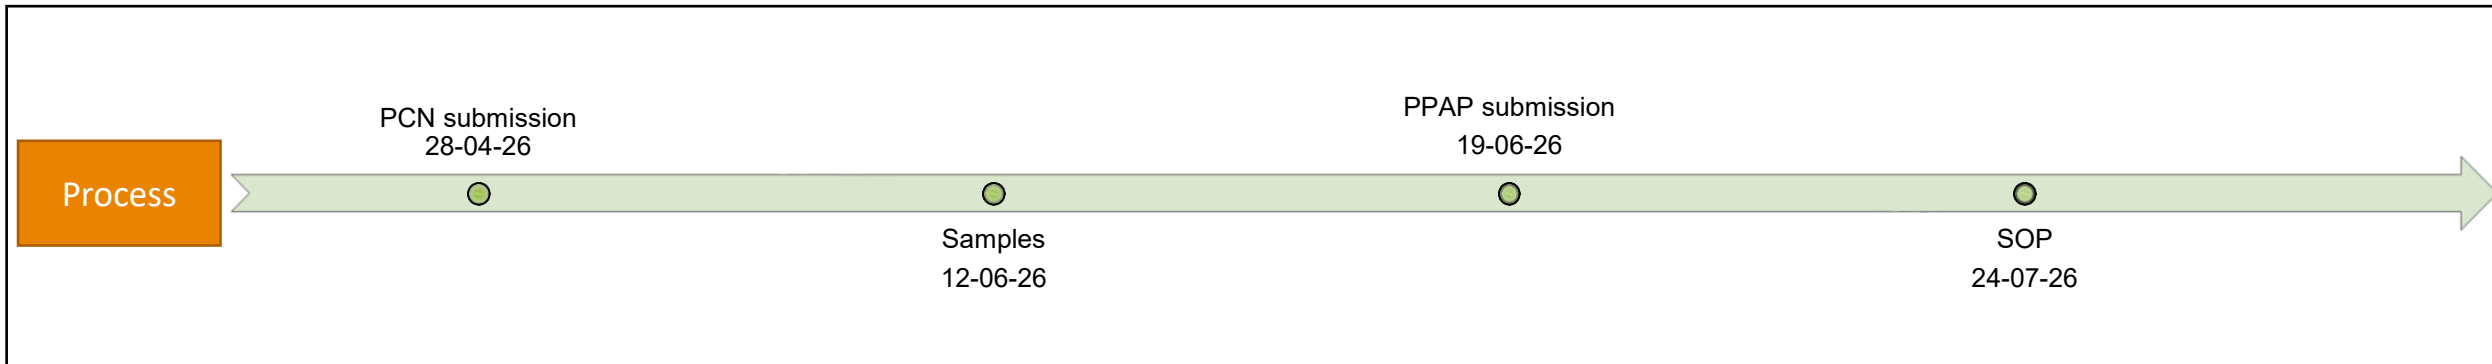 Process
PCN submission
28-04-26
Samples
12-06-26
PPAP submission
19-06-26
SOP
24-07-26